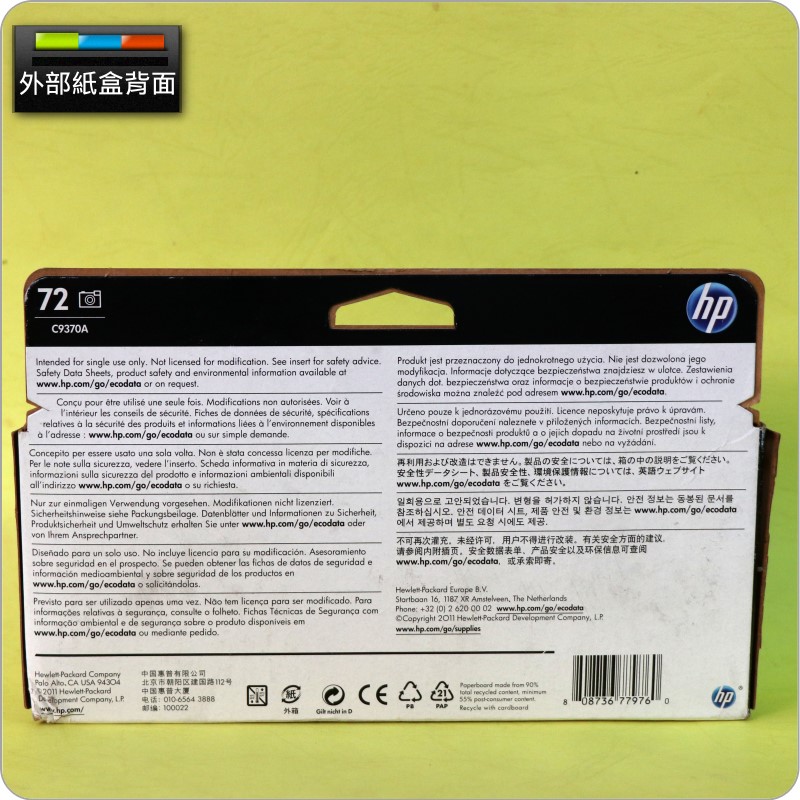 外部紙盒背面
72
C9370A
hp
Intended for single use only. Not licensed for modification. See insert for safety advice.
Safety Data Sheets, product safety and environmental information available at
www.hp.com/go/ecodata or on request.
Conçu pour être utilisé une seule fois. Modifications non autorisées. Voir à
l'intérieur les conseils de sécurité. Fiches de données de sécurité, spécifications
relatives à la sécurité des produits et informations liées à l'environnement disponibles
à l'adresse : www.hp.com/go/ecodata ou sur simple demande.
Concepito per essere usato una sola volta. Non è stata concessa licenza per modifiche.
Per le note sulla sicurezza, vedere l'inserto. Scheda informativa in materia di sicurezza,
informazioni sulla sicurezza del prodotto e informazioni ambientali disponibili
all'indirizzo www.hp.com/go/ecodata o su richiesta.
Nur zur einmaligen Verwendung vorgesehen. Modifikationen nicht lizenziert.
Sicherheitshinweise siehe Packungsbeilage. Datenblätter und Informationen zu Sicherheit,
Produktsicherheit und Umweltschutz erhalten Sie unter www.hp.com/go/ecodata oder
von Ihrem Ansprechpartner.
Diseñado para un solo uso. No incluye licencia para su modificación. Asesoramiento
sobre seguridad en el prospecto. Se pueden obtener las fichas de datos de seguridad e
información medioambiental y sobre seguridad de los productos en
www.hp.com/go/ecodata o solicitándolas.
Previsto para ser utilizado apenas uma vez. Não tem licença para ser modificado. Para
informações relativas à segurança, consulte o folheto. Fichas Técnicas de Segurança com
informação ambiental e de segurança sobre o produto disponíveis em
www.hp.com/go/ecodata ou mediante pedido.
Produkt jest przeznaczony do jednokrotnego użycia. Nie jest dozwolona jego
modyfikacja. Informacje dotyczące bezpieczeństwa znajdziesz w ulotce. Zestawienia
danych dot. bezpieczeństwa oraz informacje o bezpieczeństwie produktów i ochronie
środowiska można znaleźć pod adresem www.hp.com/go/ecodata.
Určeno pouze k jednorázovému použití. Licence neposkytuje právo k úpravám.
Bezpečnostní doporučení naleznete v přiložených informacích. Bezpečnostní listy,
informace o bezpečnosti produktů a o jejich dopadu na životní prostředí jsou k
dispozici na adrese www.hp.com/go/ecodata nebo na vyžádání.
再利用および改造はできません。製品の安全については、箱の中の説明をご覧ください。
安全性データシート、製品安全性、環境保護情報については、英語ウェブサイト
www.hp.com/go/ecodata をご覧ください。
일회용으로 고안되었습니다. 변형을 허가하지 않습니다. 안전 정보는 동봉된 문서를
참조하십시오. 안전 데이터 시트, 제품 안전 및 환경 정보는 www.hp.com/go/ecodata
에서 제공하며 별도 요청 시에도 제공.
不可再次灌充。未经许可，用户不得进行改装。有关安全方面的建议，
请参阅内附插页。安全数据表单、产品安全以及环保信息可查阅
www.hp.com/go/ecodata，或承索即寄。
Hewlett-Packard Europe B.V.
Startbaan 16, 1187 XR Amstelveen, The Netherlands
Phone: +32 (0) 2 620 00 02 www.hp.com/go/ecodata
©Copyright 2011 Hewlett-Packard Development Company, L.P.
www.hp.com/go/supplies
Hewlett-Packard Company
Palo Alto, CA USA 94304
©2011 Hewlett-Packard
Development Company, L.P.
www.hp.com/
中国惠普有限公司
北京市朝阳区建国路112号
中国惠普大厦
电话: 010-6564 3888
邮编: 100022
紙
外箱
Gilt nicht in D
CE
PB
21
PAP
Paperboard made from 90%
total recycled content, minimum
55% post-consumer content.
Recycle with cardboard
8 08736 77976 0
hp